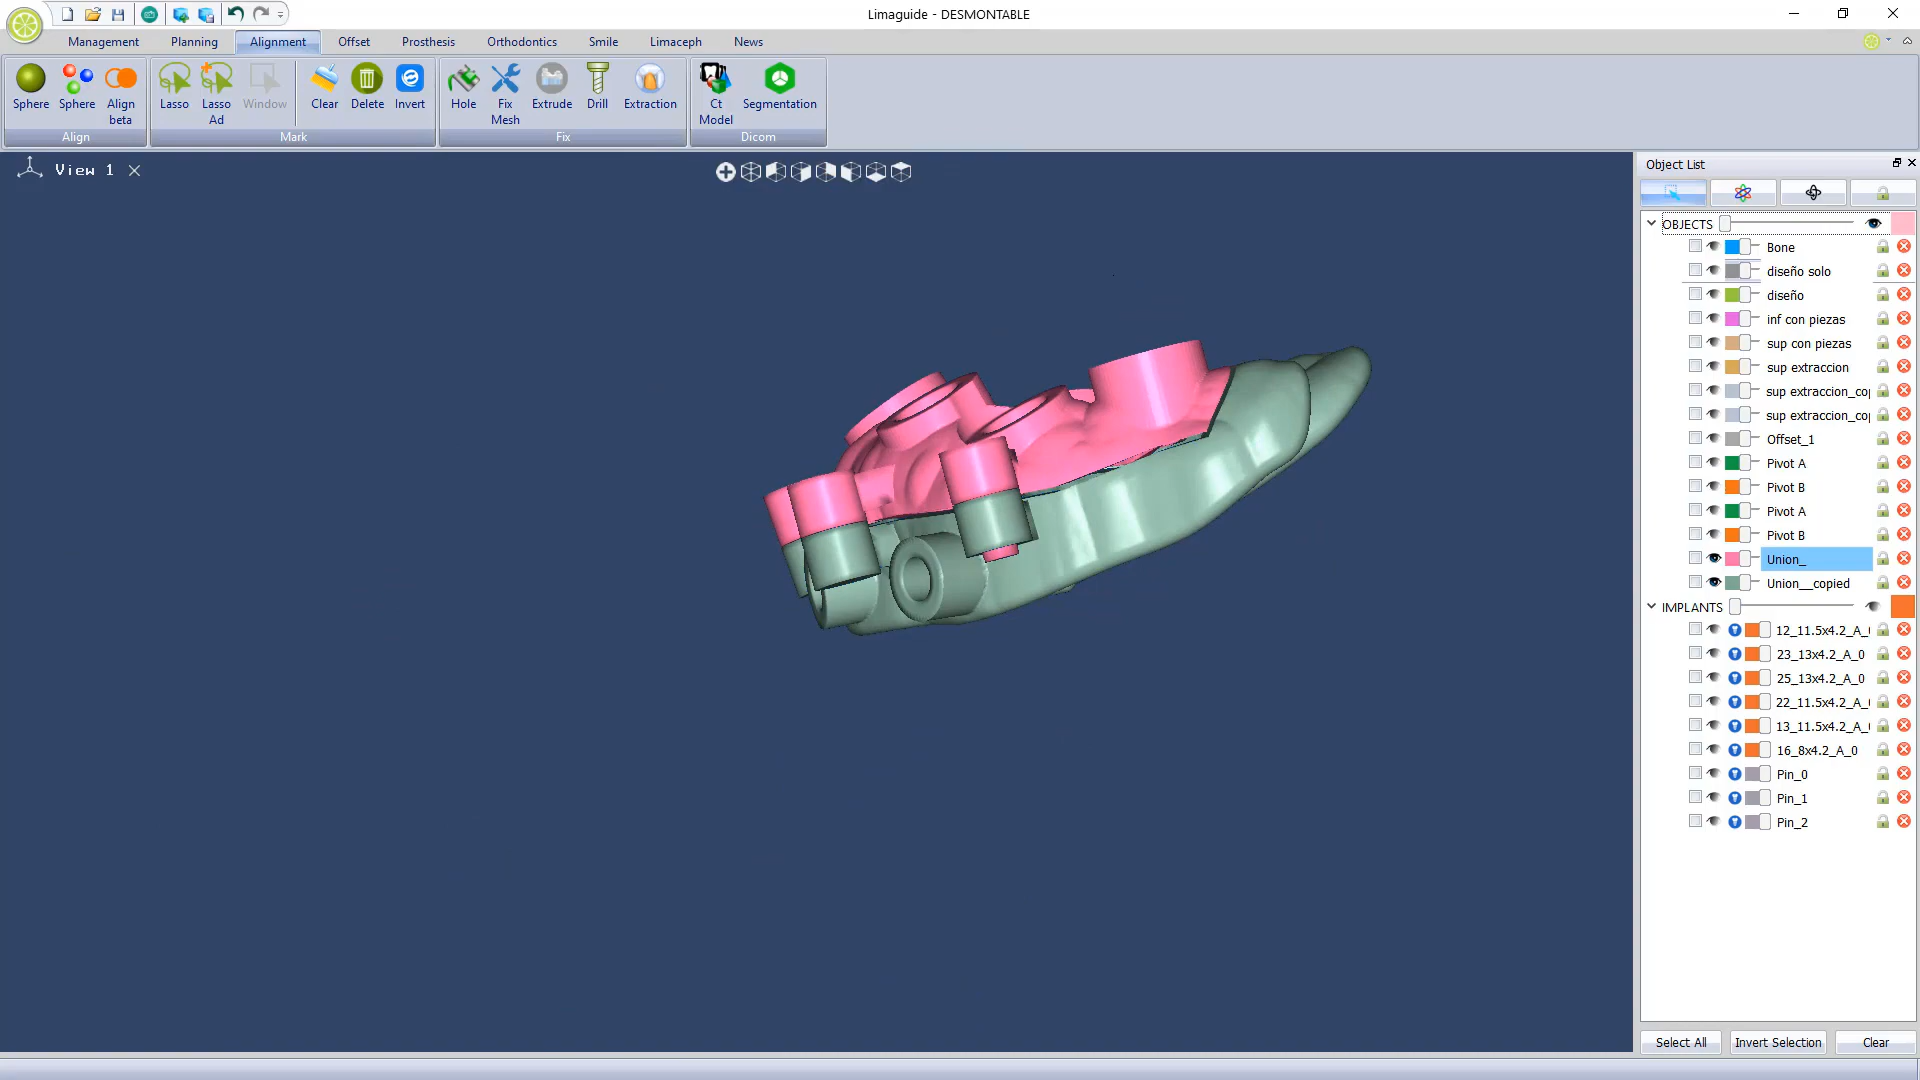 Limaguide - DESMONTABLE
Management Planning Alignment Offset Prosthesis Orthodontics Smile Limaceph News
Sphere Sphere Align beta Lasso Lasso Ad Window Clear Delete Invert Hole Fix Mesh Extrude Drill Extraction Ct Model Segmentation
Align Mark Fix Dicom
View 1
Object List
OBJECTS
Bone
diseño solo
diseño
inf con piezas
sup con piezas
sup extraccion
sup extraccion_co
sup extraccion_co
Offset_1
Pivot A
Pivot B
Pivot A
Pivot B
Union_
Union__copied
IMPLANTS
12_11.5x4.2_A_
23_13x4.2_A_0
25_13x4.2_A_0
22_11.5x4.2_A_
13_11.5x4.2_A_
16_8x4.2_A_0
Pin_0
Pin_1
Pin_2
Select All Invert Selection Clear